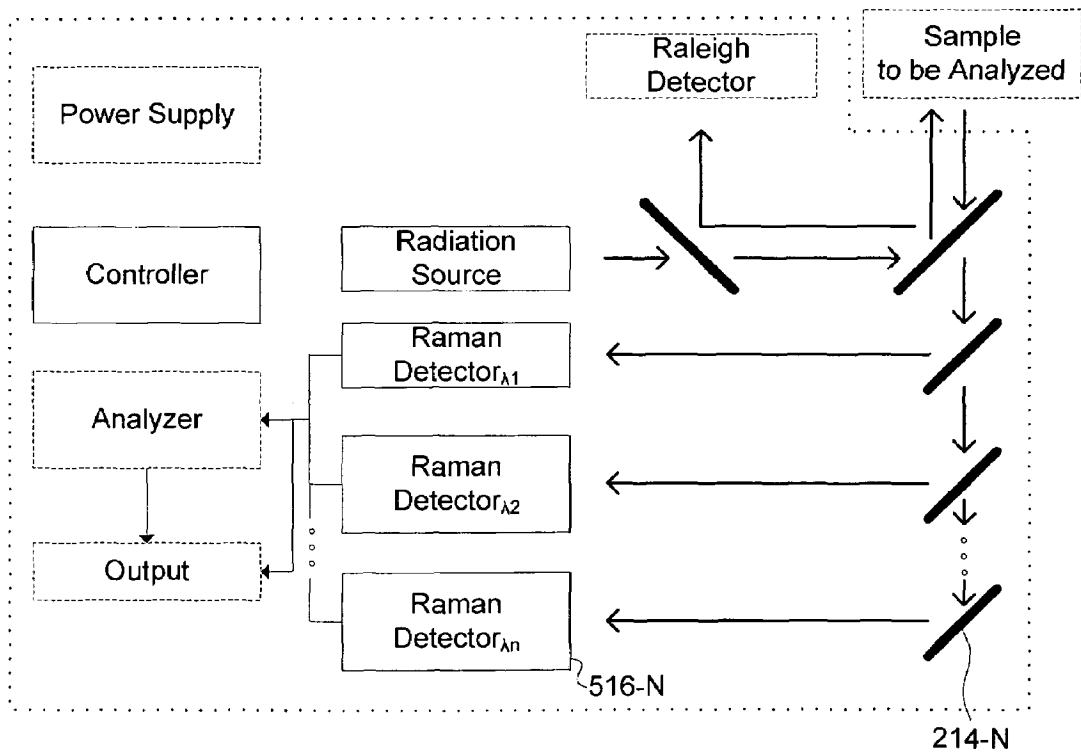 Raleigh
Detector
Sample
to be Analyzed
Power Supply
Controller
Radiation
Source
Raman
Detectorλ1
Analyzer
Raman
Detectorλ2
Output
Raman
Detectorλn
516-N
214-N